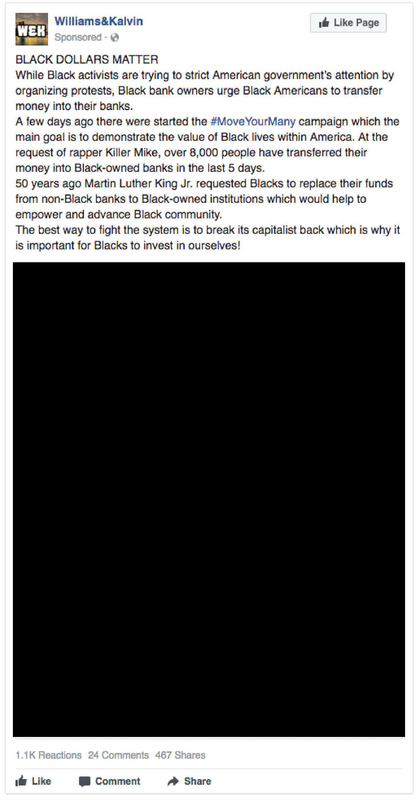 W&K
Williams&Kalvin
Sponsored ·
Like Page
BLACK DOLLARS MATTER
While Black activists are trying to strict American government's attention by
organizing protests, Black bank owners urge Black Americans to transfer
money into their banks.
A few days ago there were started the #MoveYourMany campaign which the
main goal is to demonstrate the value of Black lives within America. At the
request of rapper Killer Mike, over 8,000 people have transferred their
money into Black-owned banks in the last 5 days.
50 years ago Martin Luther King Jr. requested Blacks to replace their funds
from non-Black banks to Black-owned institutions which would help to
empower and advance Black community.
The best way to fight the system is to break its capitalist back which is why it
is important for Blacks to invest in ourselves!
1.1K Reactions 24 Comments 467 Shares
Like Comment Share